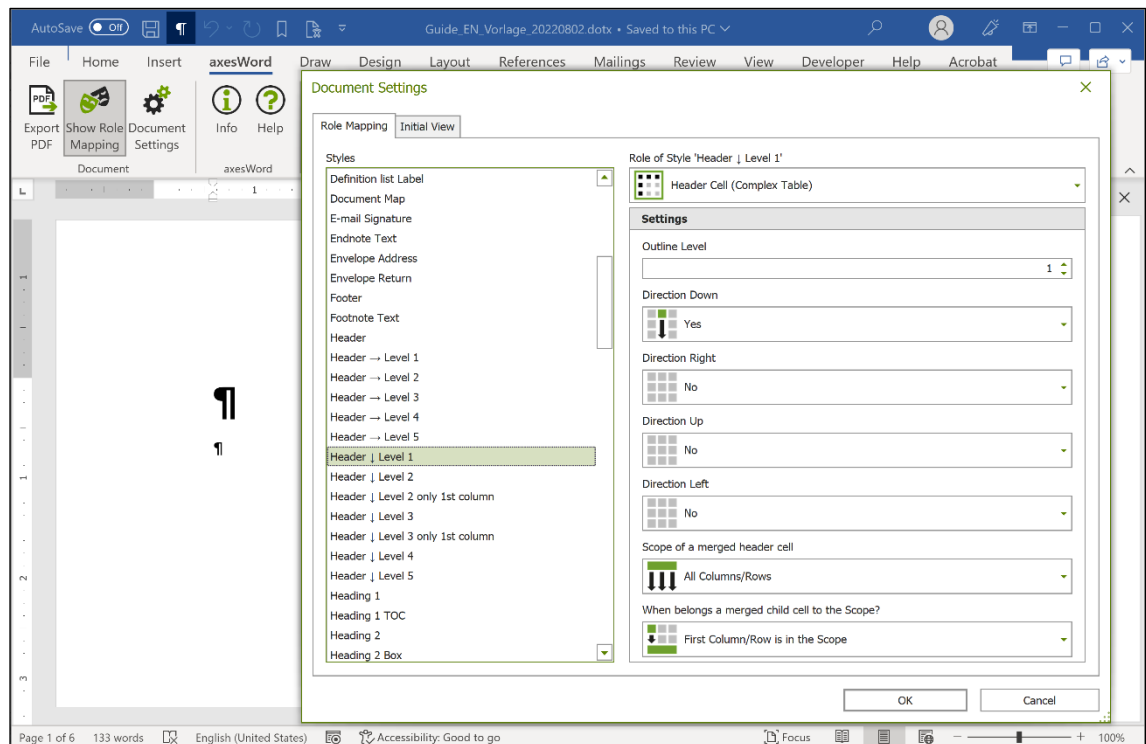 AutoSave Off Guide_EN_Vorlage_20220802.dotx • Saved to this PC
File Home Insert axesWord Draw Design Layout References Mailings Review View Developer Help Acrobat
Export PDF
Show Role Mapping
Document Settings
Info
Help
Document
axesWord
Document Settings
Role Mapping
Initial View
Styles
Definition list Label
Document Map
E-mail Signature
Endnote Text
Envelope Address
Envelope Return
Footer
Footnote Text
Header
Header → Level 1
Header → Level 2
Header → Level 3
Header → Level 4
Header → Level 5
Header ↓ Level 1
Header ↓ Level 2
Header ↓ Level 2 only 1st column
Header ↓ Level 3
Header ↓ Level 3 only 1st column
Header ↓ Level 4
Header ↓ Level 5
Heading 1
Heading 1 TOC
Heading 2
Heading 2 Box
Role of Style 'Header ↓ Level 1'
Header Cell (Complex Table)
Settings
Outline Level
1
Direction Down
Yes
Direction Right
No
Direction Up
No
Direction Left
No
Scope of a merged header cell
All Columns/Rows
When belongs a merged child cell to the Scope?
First Column/Row is in the Scope
OK
Cancel
1
1
1
2
3
¶
¶
Page 1 of 6 133 words English (United States) Accessibility: Good to go Focus 100%